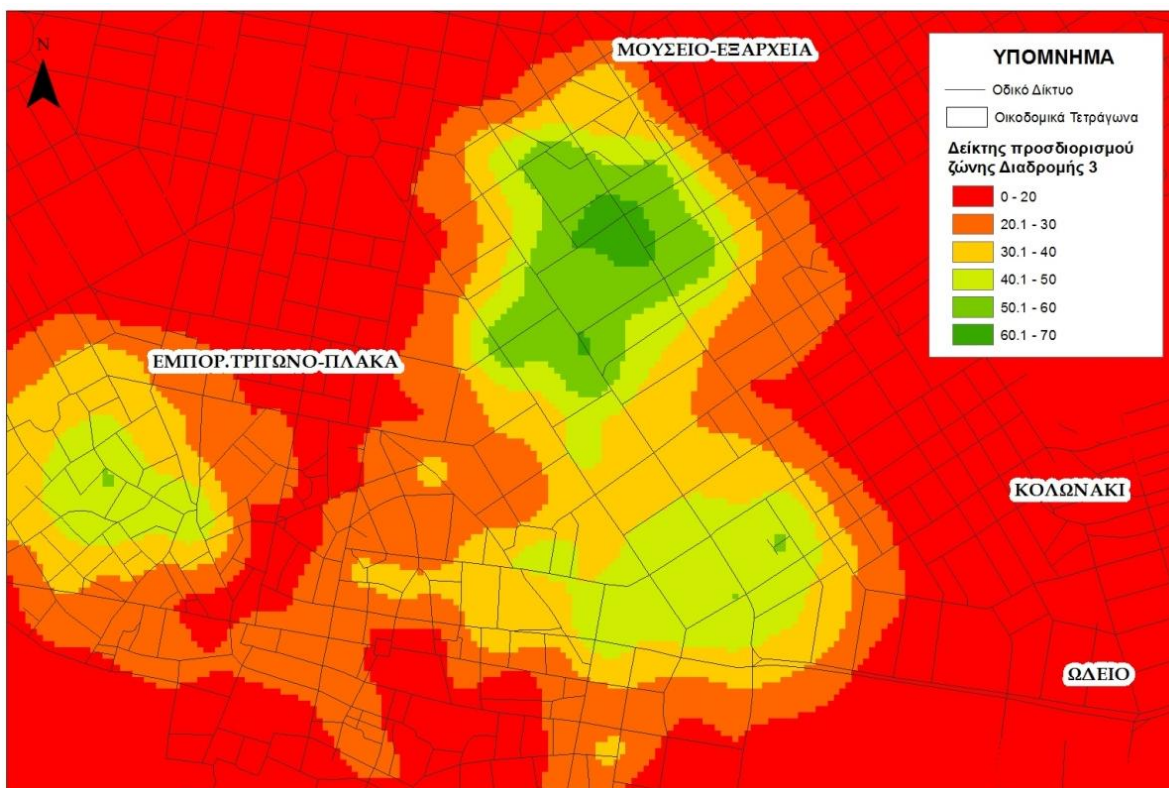 N
ΜΟΥΣΕΙΟ-ΕΞΑΡΧΕΙΑ
ΕΜΠΟΡ.ΤΡΙΓΩΝΟ-ΠΛΑΚΑ
ΚΟΛΩΝΑΚΙ
ΩΔΕΙΟ
ΥΠΟΜΝΗΜΑ
Οδικό Δίκτυο
Οικοδομικά Τετράγωνα
Δείκτης προσδιορισμού
ζώνης Διαδρομής 3
0 - 20
20.1 - 30
30.1 - 40
40.1 - 50
50.1 - 60
60.1 - 70